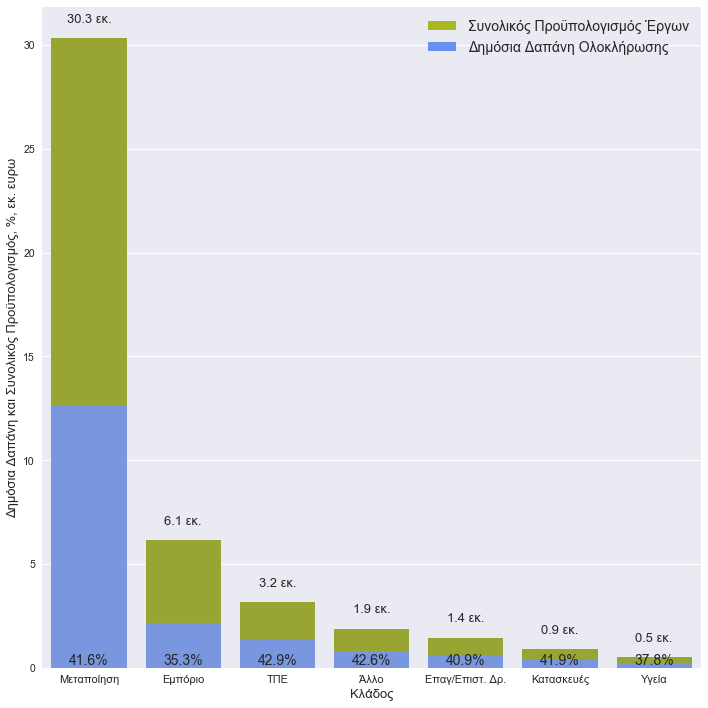 30.3 εκ.
Συνολικός Προϋπολογισμός Έργων
Δημόσια Δαπάνη Ολοκλήρωσης
Δημόσια Δαπάνη και Συνολικός Προϋπολογισμός, %, εκ. ευρω
30
25
20
15
10
5
0
6.1 εκ.
3.2 εκ.
1.9 εκ.
1.4 εκ.
0.9 εκ.
0.5 εκ.
41.6%
35.3%
42.9%
42.6%
40.9%
41.9%
37.8%
Μεταποίηση
Εμπόριο
ΤΠΕ
Άλλο
Επαγ/Επιστ. Δρ.
Κατασκευές
Υγεία
Κλάδος